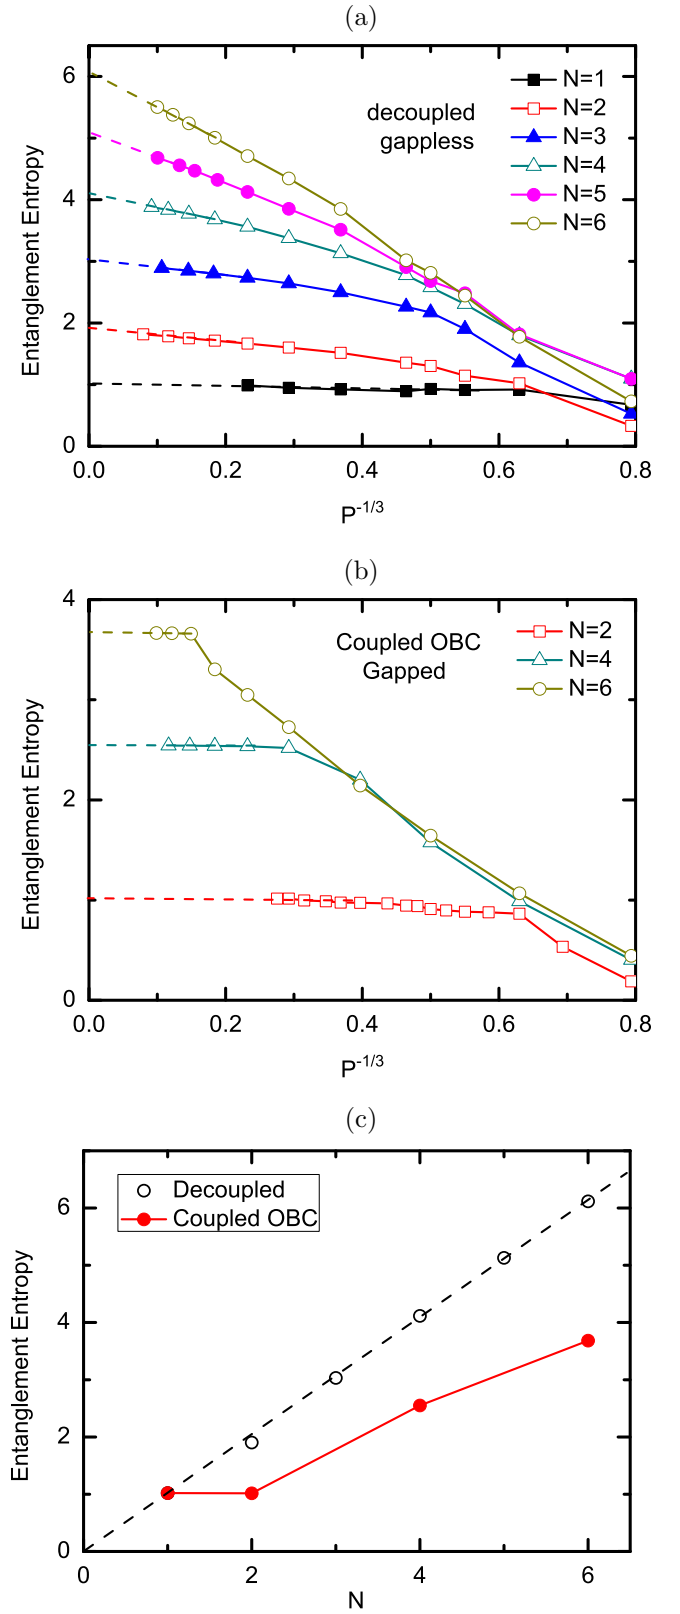 (a)
6
4
2
0
Entanglement Entropy
decoupled
gappless
N=1
N=2
N=3
N=4
N=5
N=6
0.0 0.2 0.4 0.6 0.8
P-1/3
(b)
4
2
0
Entanglement Entropy
Coupled OBC
Gapped
N=2
N=4
N=6
0.0 0.2 0.4 0.6 0.8
P-1/3
(c)
6
4
2
0
Entanglement Entropy
Decoupled
Coupled OBC
0 2 4 6
N